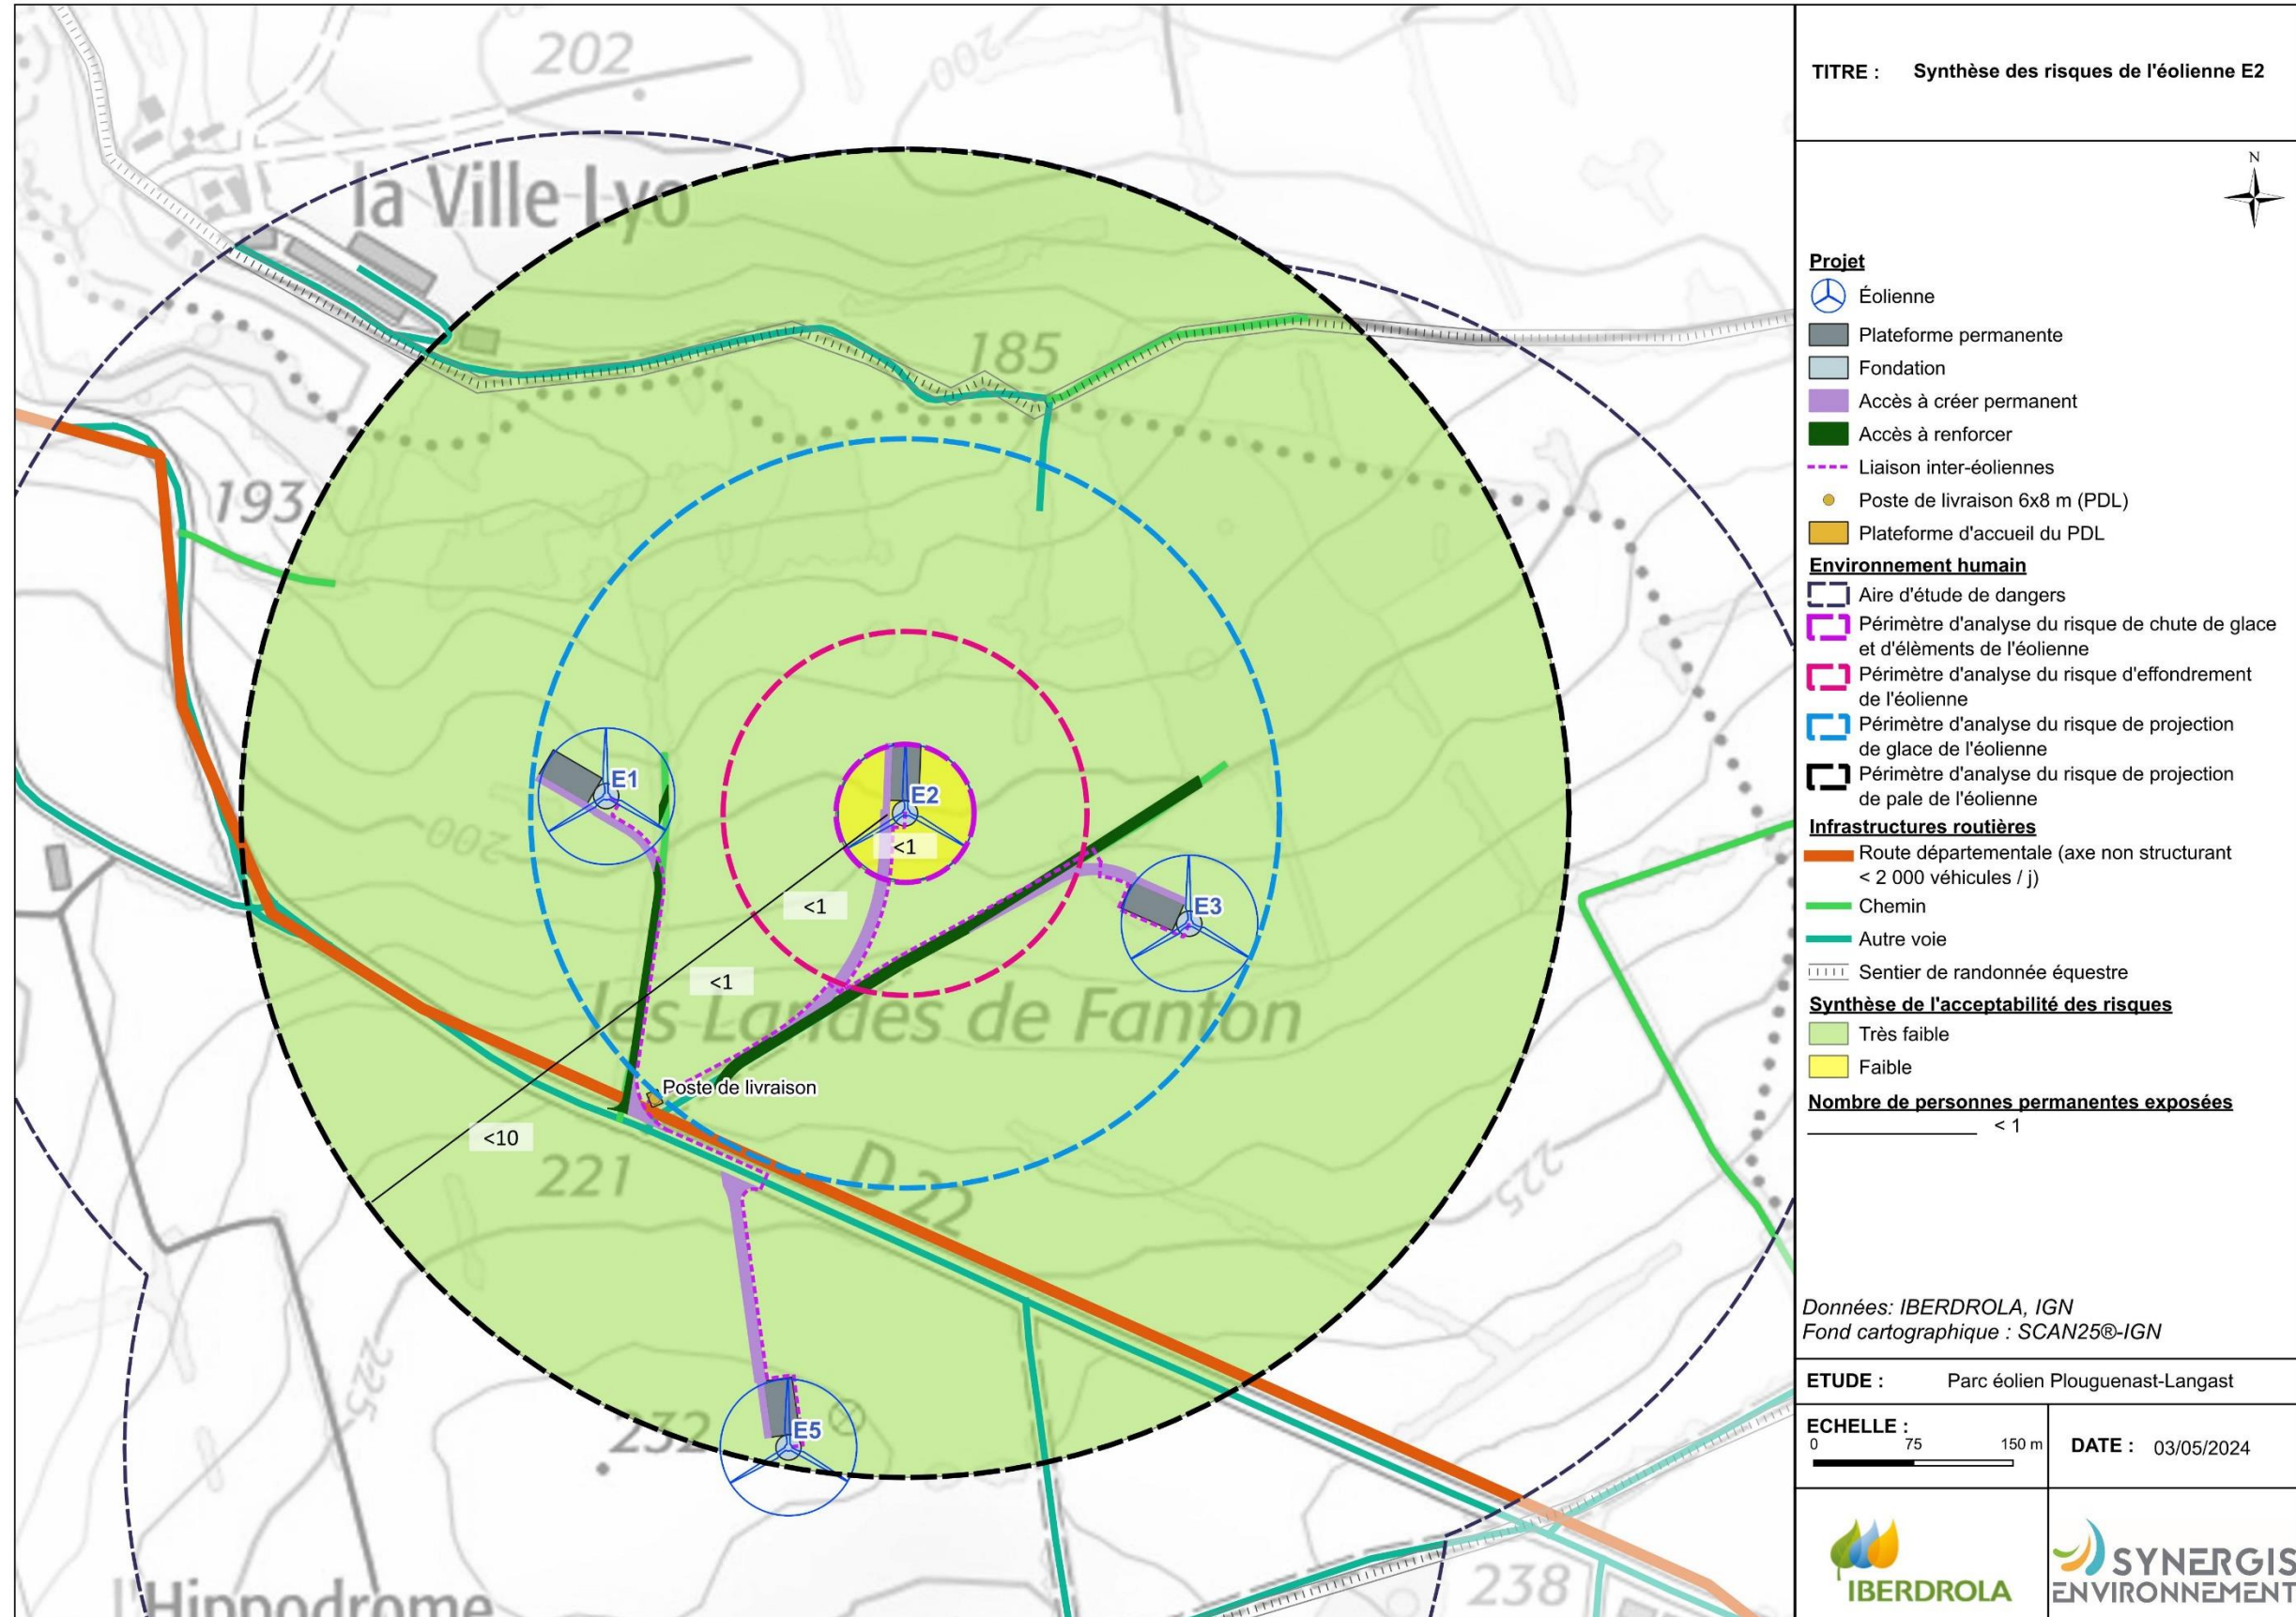 202
200
la Ville Lyo
185
193
E1
E2
<1
200
<1
E3
<1
les Landes de Fanton
Poste de livraison
<10
221
D 22
225
225
232
E5
Hippodrome
238
TITRE : Synthèse des risques de l'éolienne E2
N
Projet
Éolienne
Plateforme permanente
Fondation
Accès à créer permanent
Accès à renforcer
Liaison inter-éoliennes
Poste de livraison 6x8 m (PDL)
Plateforme d'accueil du PDL
Environnement humain
Aire d'étude de dangers
Périmètre d'analyse du risque de chute de glace
et d'élèments de l'éolienne
Périmètre d'analyse du risque d'effondrement
de l'éolienne
Périmètre d'analyse du risque de projection
de glace de l'éolienne
Périmètre d'analyse du risque de projection
de pale de l'éolienne
Infrastructures routières
Route départementale (axe non structurant
< 2 000 véhicules / j)
Chemin
Autre voie
Sentier de randonnée équestre
Synthèse de l'acceptabilité des risques
Très faible
Faible
Nombre de personnes permanentes exposées
< 1
Données: IBERDROLA, IGN
Fond cartographique : SCAN25®-IGN
ETUDE : Parc éolien Plouguenast-Langast
ECHELLE :
0 75 150 m
DATE : 03/05/2024
IBERDROLA
SYNERGIS
ENVIRONNEMENT